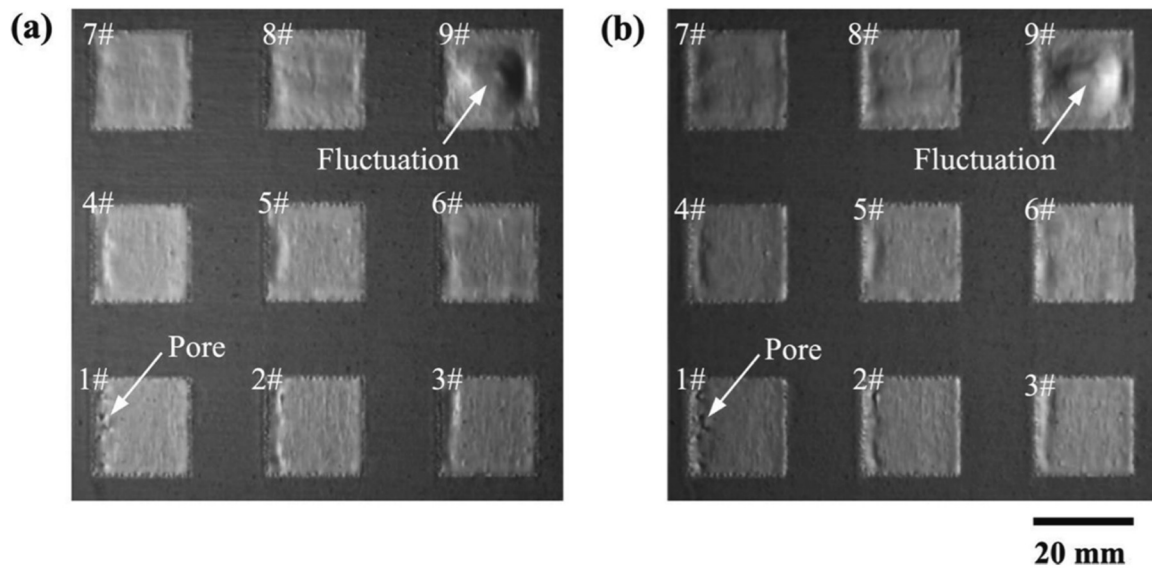 (a)
7# 8# 9#
Fluctuation
4# 5# 6#
Pore
1# 2# 3#
(b)
7# 8# 9#
Fluctuation
4# 5# 6#
Pore
1# 2# 3#
20 mm